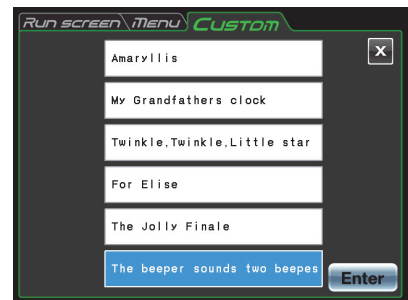 Run screen Menu Custom
x
Amaryllis
My Grandfathers clock
Twinkle,Twinkle,Little star
For Elise
The Jolly Finale
The beeper sounds two beepes
Enter